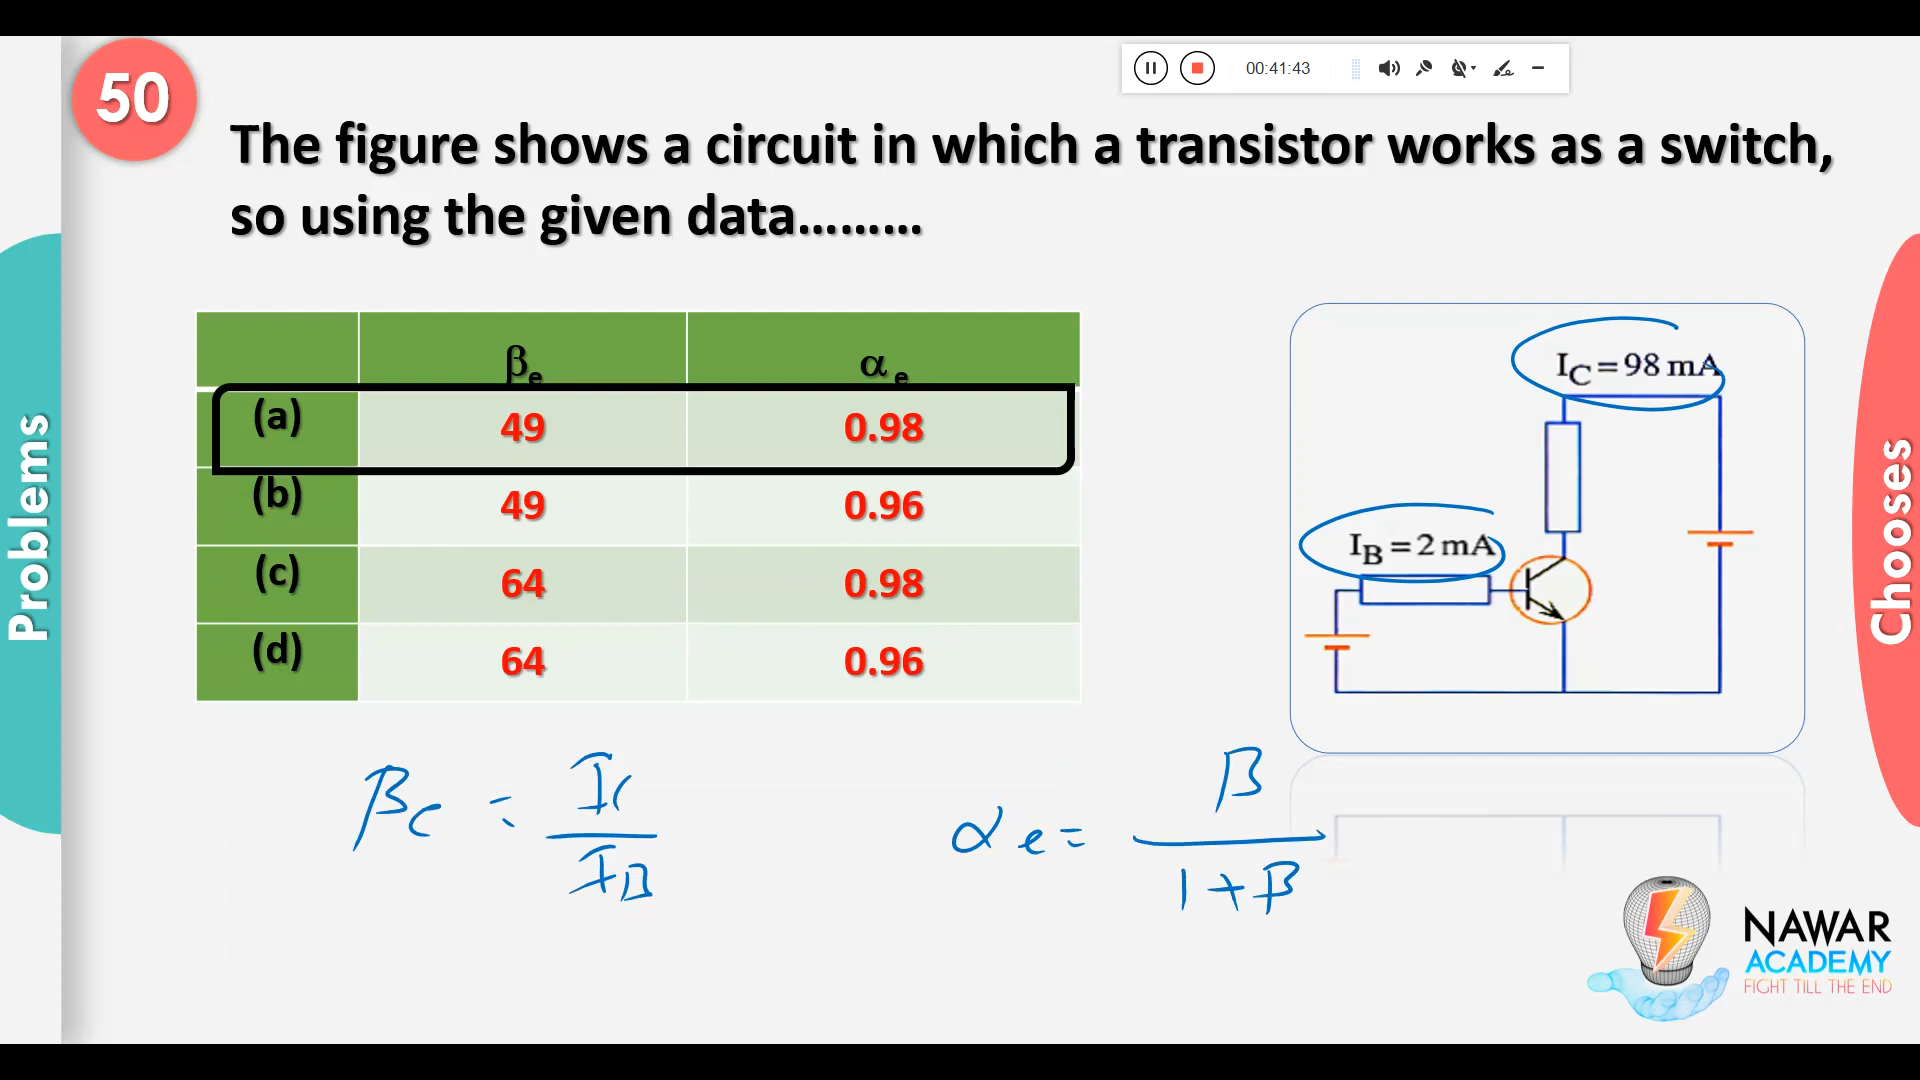 50
00:41:43
The figure shows a circuit in which a transistor works as a switch,
so using the given data.........
βe αe
(a) 49 0.98
(b) 49 0.96
(c) 64 0.98
(d) 64 0.96
IC = 98 mA
IB = 2 mA
Problems
Chooses
βe = IC / IB
αe = β / 1+β
NAWAR
ACADEMY
FIGHT TILL THE END